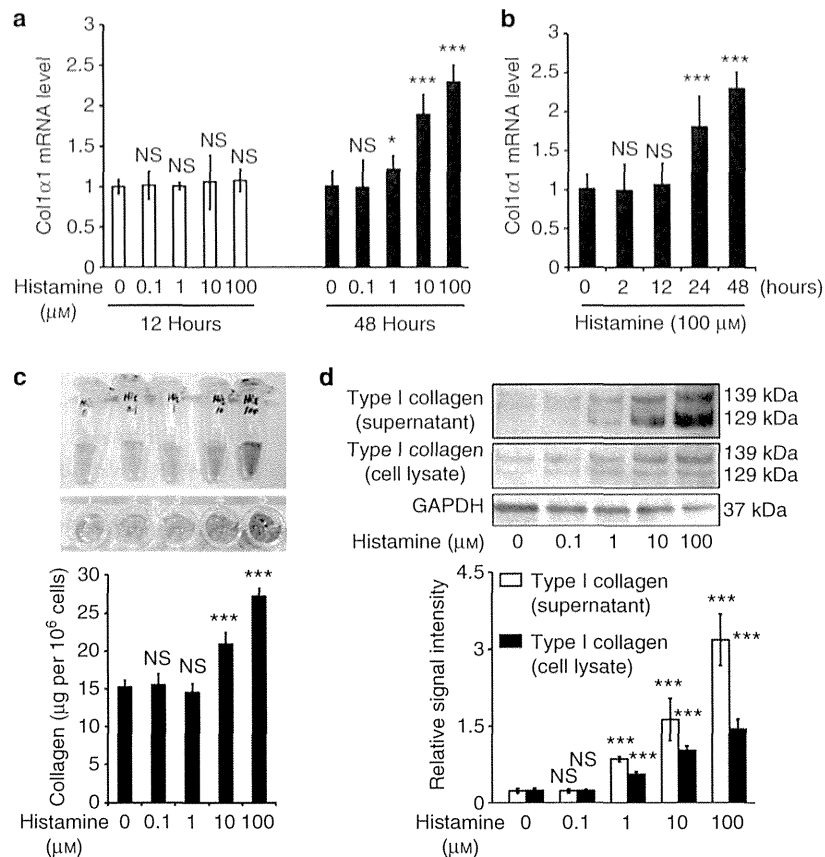 a
Col1α1 mRNA level
3
2.5
2
1.5
1
0.5
0
NS
NS
NS
NS
NS
*
***
***
Histamine
(μM)
0 0.1 1 10 100
0 0.1 1 10 100
12 Hours
48 Hours
b
Col1α1 mRNA level
3
2.5
2
1.5
1
0.5
0
NS
NS
***
***
0 2 12 24 48 (hours)
Histamine (100 μM)
c
Collagen (μg per 10⁶ cells)
30
25
20
15
10
5
0
NS
NS
***
***
Histamine
(μM)
0 0.1 1 10 100
d
Type I collagen
(supernatant)
139 kDa
129 kDa
Type I collagen
(cell lysate)
139 kDa
129 kDa
GAPDH
37 kDa
Histamine (μM) 0 0.1 1 10 100
Relative signal intensity
4.5
3
1.5
0
Type I collagen
(supernatant)
Type I collagen
(cell lysate)
NS
NS
***
***
***
***
***
***
Histamine
(μM)
0 0.1 1 10 100